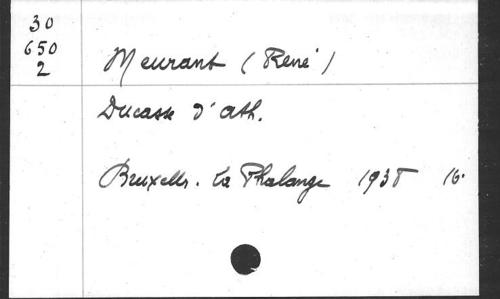 30
650
2
Meurant (René)
Ducasse d'Ath.
Bruxelles. La Phalange 1938 16°